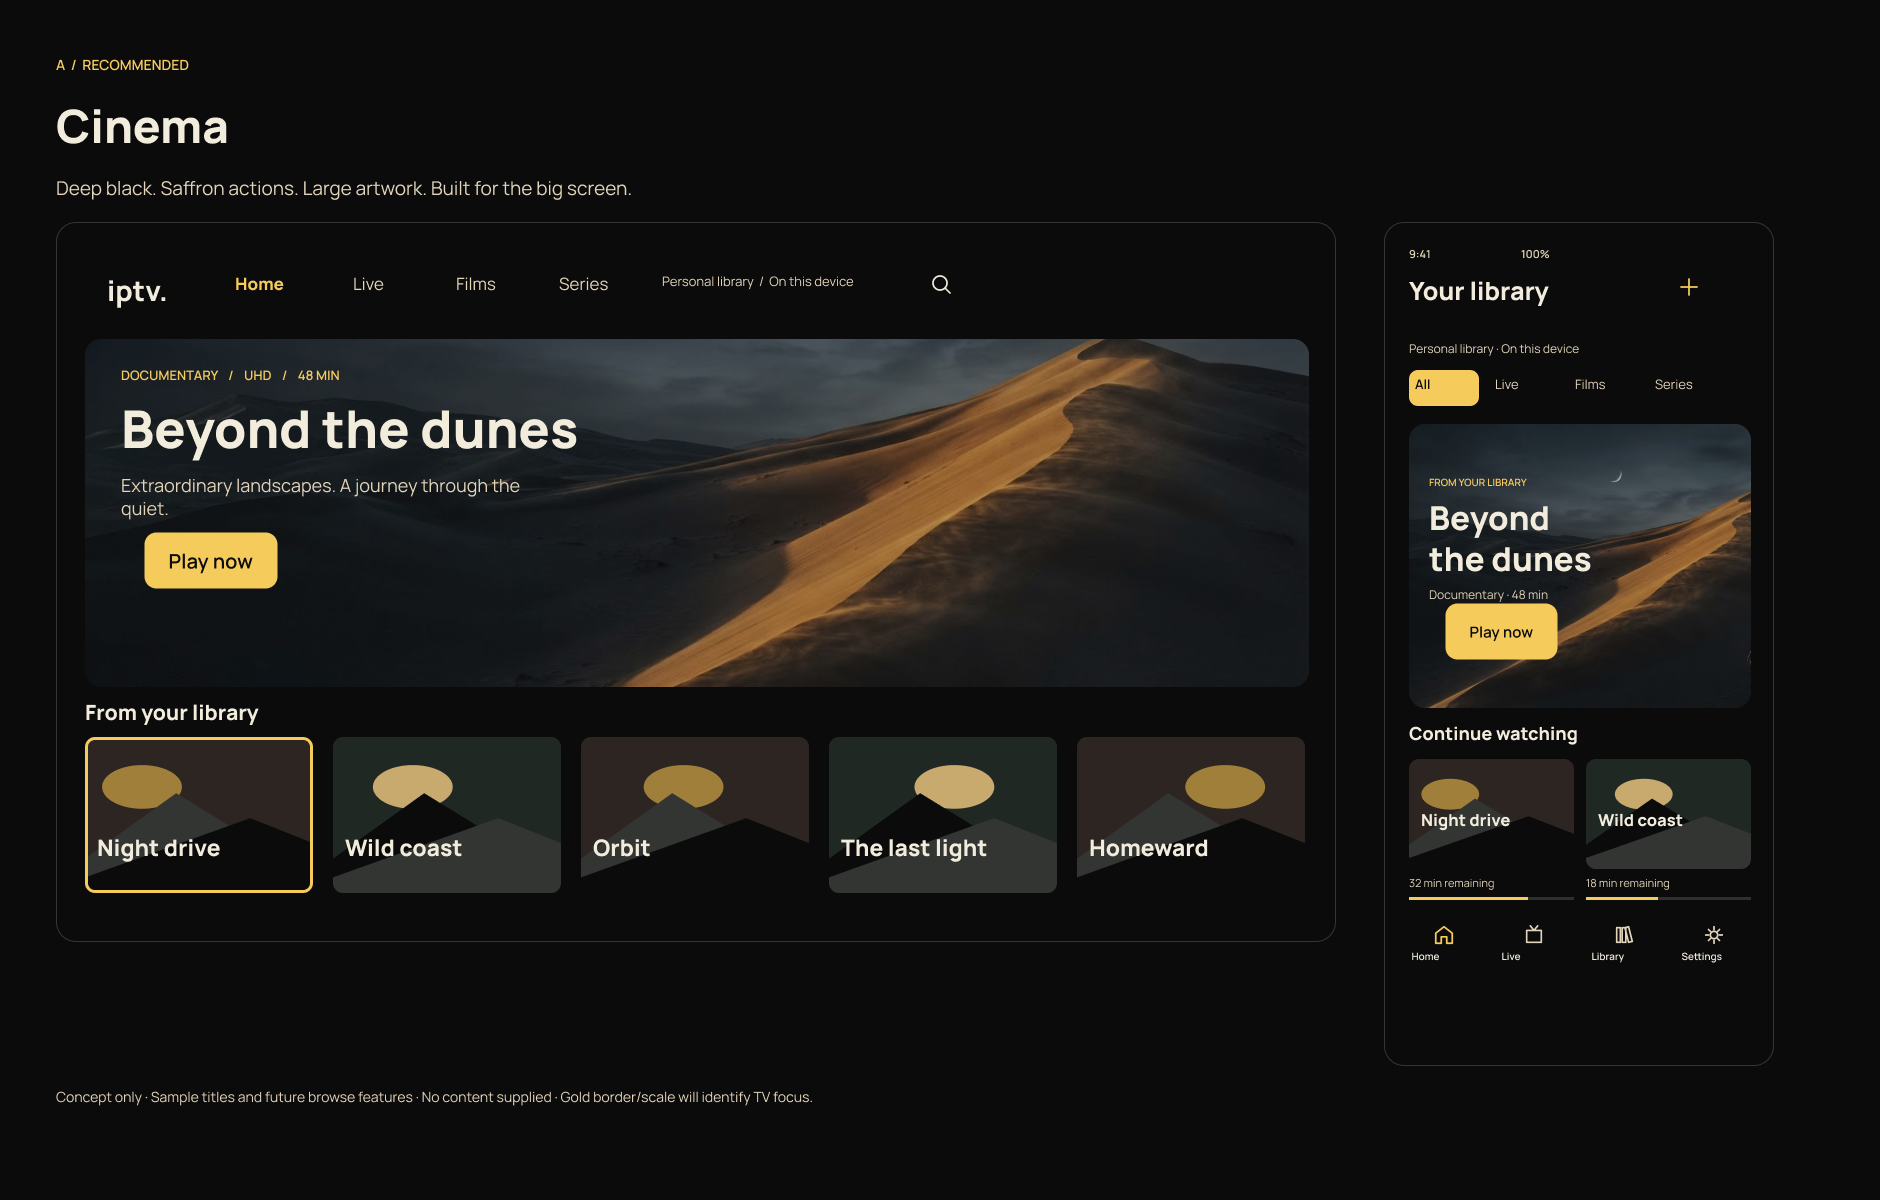 A / RECOMMENDED
Cinema
Deep black. Saffron actions. Large artwork. Built for the big screen.
iptv.
Home
Live
Films
Series
Personal library / On this device
DOCUMENTARY / UHD / 48 MIN
Beyond the dunes
Extraordinary landscapes. A journey through the
quiet.
Play now
From your library
Night drive
Wild coast
Orbit
The last light
Homeward
9:41
100%
Your library
Personal library · On this device
All
Live
Films
Series
FROM YOUR LIBRARY
Beyond
the dunes
Documentary · 48 min
Play now
Continue watching
Night drive
Wild coast
32 min remaining
18 min remaining
Home
Live
Library
Settings
Concept only · Sample titles and future browse features · No content supplied · Gold border/scale will identify TV focus.